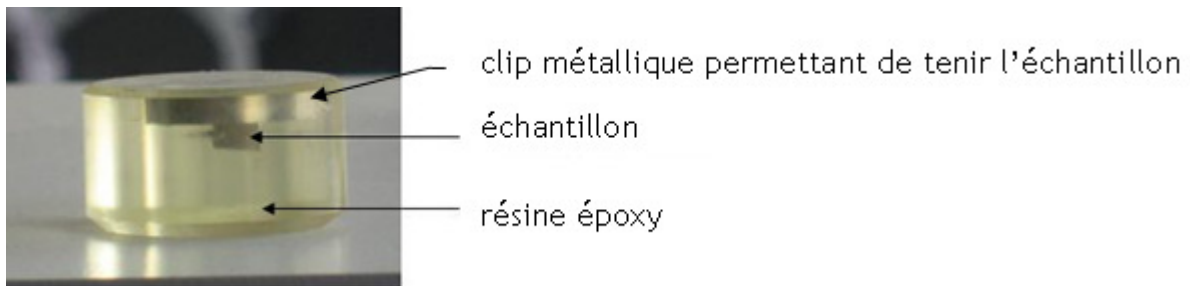 clip métallique permettant de tenir l'échantillon
échantillon
résine époxy